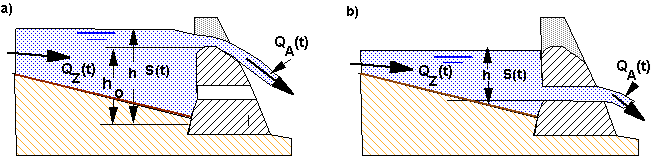 a)
Q_A(t)
Q_Z(t)
h S(t)
h_o
b)
Q_A(t)
Q_Z(t)
h S(t)